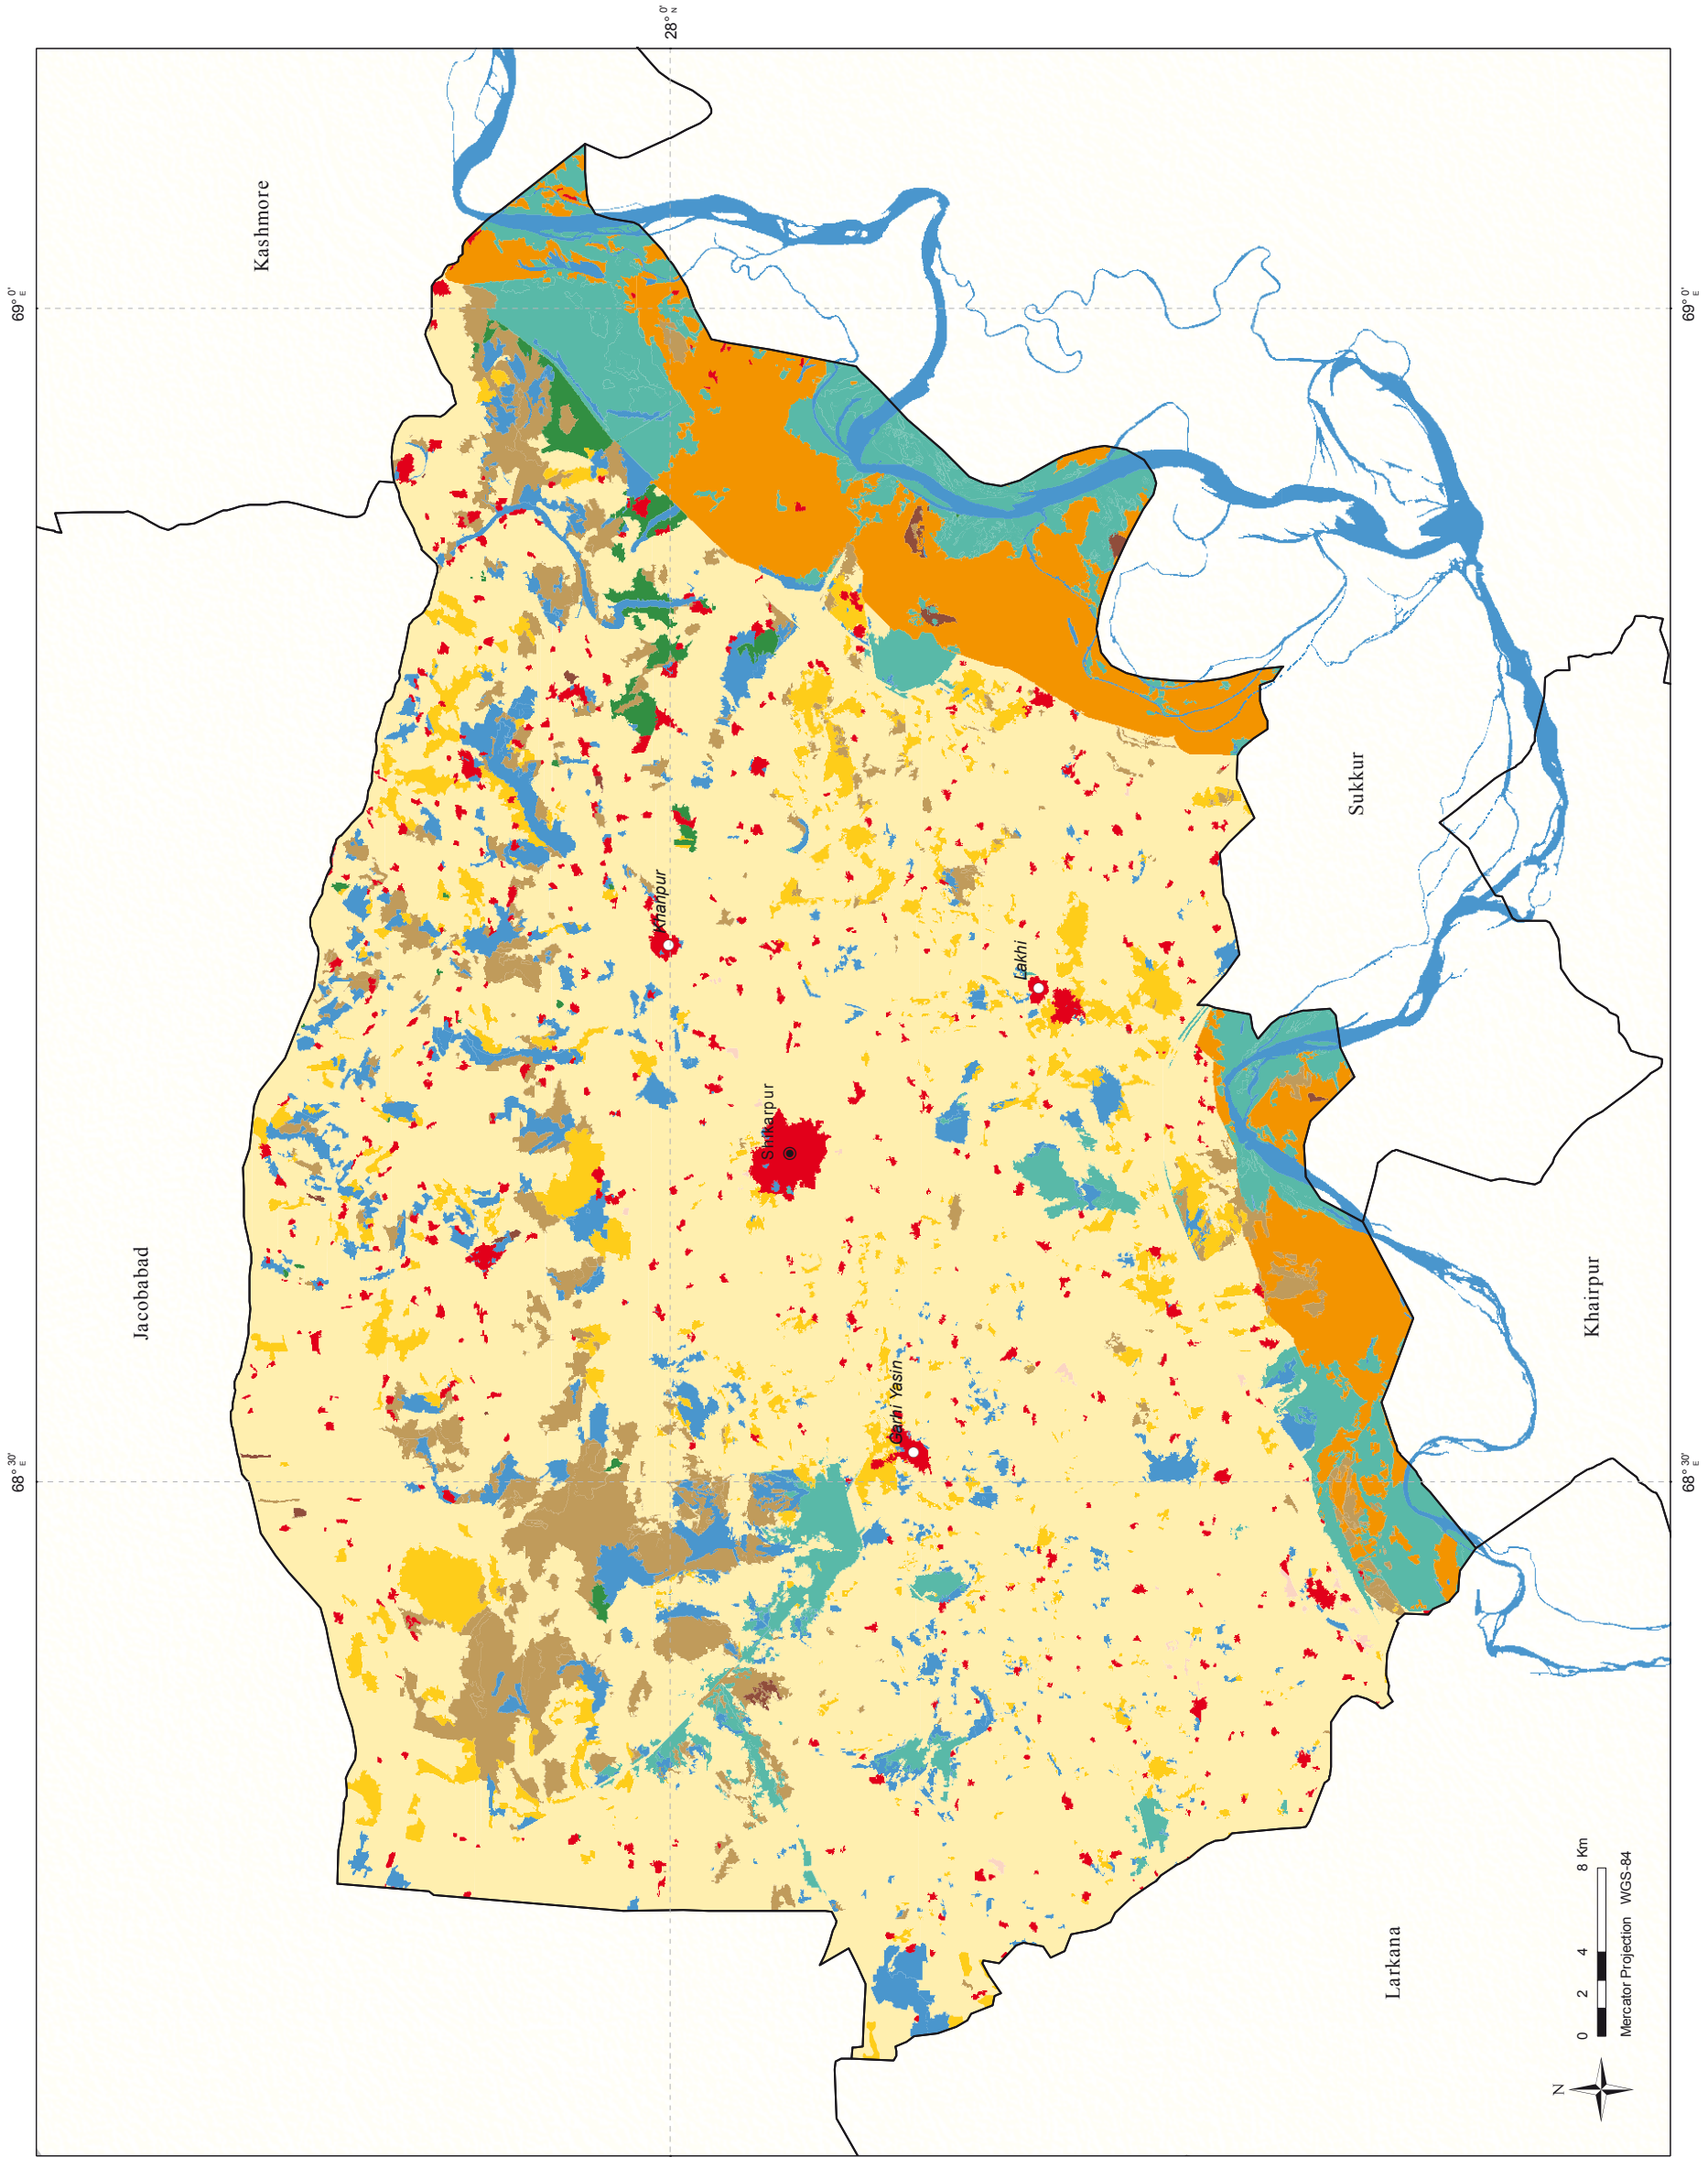 28° 0' N
69° 0' E
69° 0' E
Kashmore
Sukkur
Khanpur
Lakhi
Shikarpur
Jacobabad
Khairpur
Garhi Yasin
68° 30' E
68° 30' E
Larkana
0 2 4 8 Km
Mercator Projection WGS-84
N